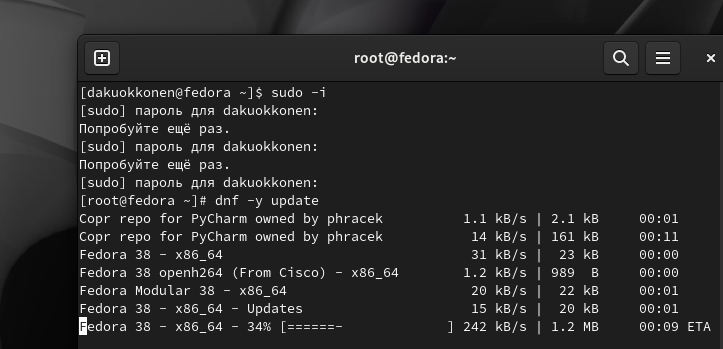 root@fedora:~
[dakuokkonen@fedora ~]$ sudo -i
[sudo] пароль для dakuokkonen:
Попробуйте ещё раз.
[sudo] пароль для dakuokkonen:
Попробуйте ещё раз.
[sudo] пароль для dakuokkonen:
[root@fedora ~]# dnf -y update
Copr repo for PyCharm owned by phracek 1.1 kB/s | 2.1 kB 00:01
Copr repo for PyCharm owned by phracek 14 kB/s | 161 kB 00:11
Fedora 38 - x86_64 31 kB/s | 23 kB 00:00
Fedora 38 openh264 (From Cisco) - x86_64 1.2 kB/s | 989 B 00:00
Fedora Modular 38 - x86_64 20 kB/s | 22 kB 00:01
Fedora 38 - x86_64 - Updates 15 kB/s | 20 kB 00:01
Fedora 38 - x86_64 - 34% [======- ] 242 kB/s | 1.2 MB 00:09 ETA